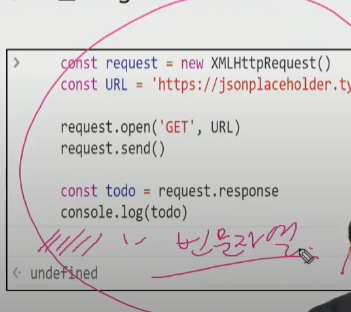 > const request = new XMLHttpRequest()
const URL = 'https://jsonplaceholder.ty
request.open('GET', URL)
request.send()
const todo = request.response
console.log(todo)
빈문자열
undefined